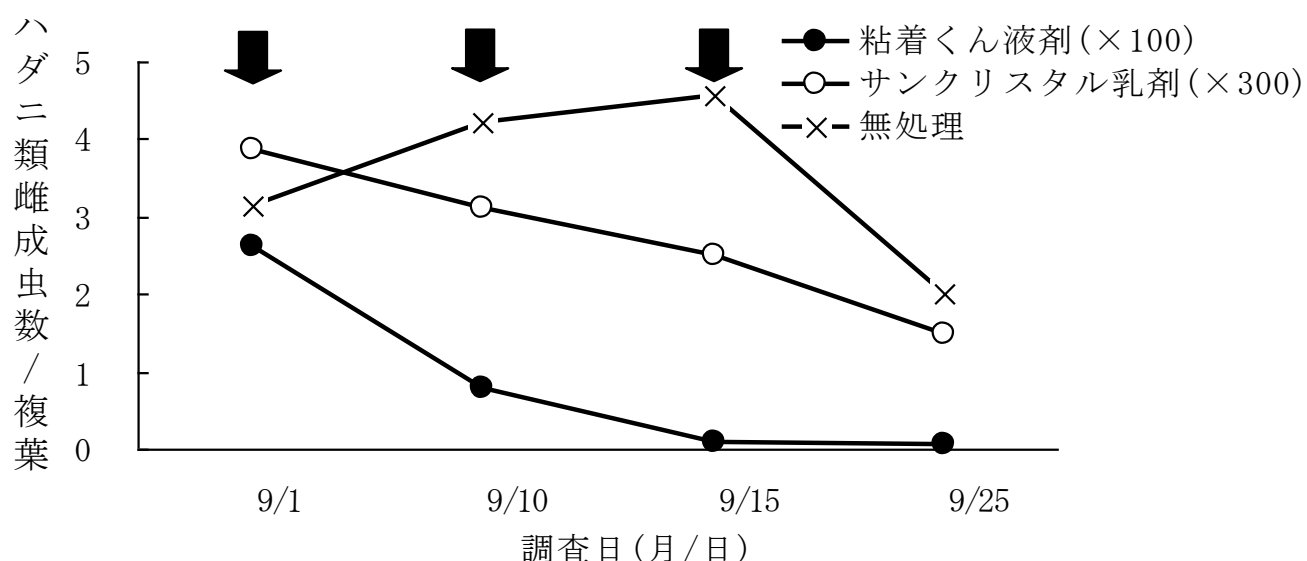 ハダニ類雌成虫数/複葉
5
4
3
2
1
0
粘着くん液剤(×100)
サンクリスタル乳剤(×300)
無処理
9/1 9/10 9/15 9/25
調査日(月/日)